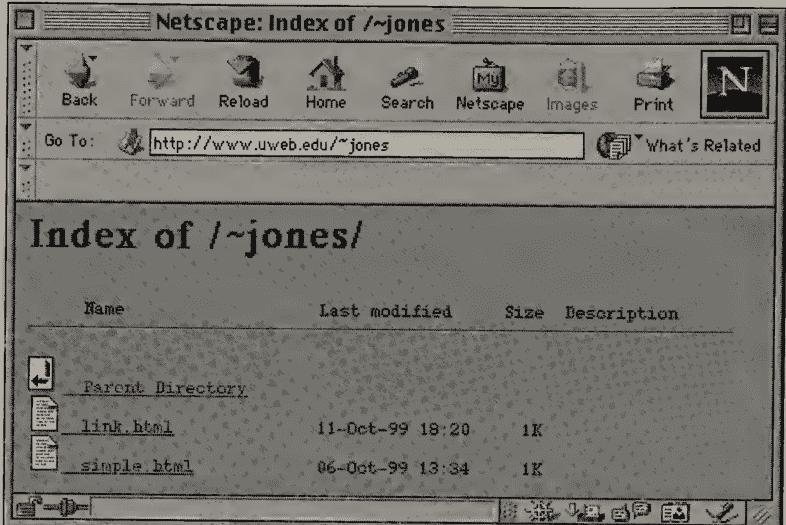 Netscape: Index of /~jones
Back Forward Reload Home Search Netscape Images Print
My
N
Go To: http://www.uweb.edu/~jones What's Related
Index of /~jones/
Name Last modified Size Description
Parent Directory
link.html 11-Oct-99 18:20 1K
simple.html 06-Oct-99 13:34 1K